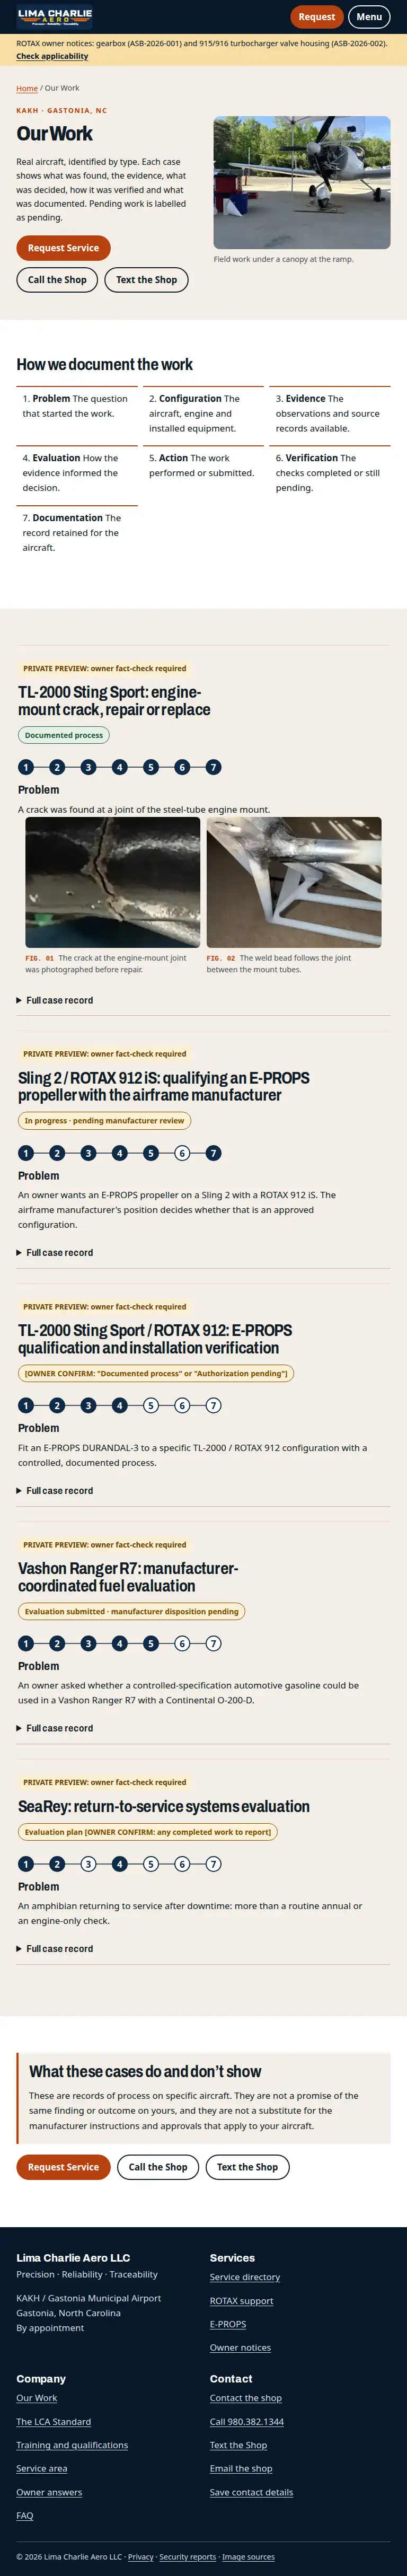 LIMA CHARLIE
AERO
Precision · Reliability · Traceability
Request
Menu
ROTAX owner notices: gearbox (ASB-2026-001) and 915/916 turbocharger valve housing (ASB-2026-002).
Check applicability
Home / Our Work
KAKH · GASTONIA, NC
Our Work
Real aircraft, identified by type. Each case
shows what was found, the evidence, what
was decided, how it was verified and what
was documented. Pending work is labelled
as pending.
Request Service
Call the Shop
Text the Shop
Field work under a canopy at the ramp.
How we document the work
1. Problem The question
that started the work.
2. Configuration The
aircraft, engine and
installed equipment.
3. Evidence The
observations and source
records available.
4. Evaluation How the
evidence informed the
decision.
5. Action The work
performed or submitted.
6. Verification The
checks completed or still
pending.
7. Documentation The
record retained for the
aircraft.
PRIVATE PREVIEW: owner fact-check required
TL-2000 Sting Sport: engine-
mount crack, repair or replace
Documented process
1 2 3 4 5 6 7
Problem
A crack was found at a joint of the steel-tube engine mount.
FIG. 01 The crack at the engine-mount joint
was photographed before repair.
FIG. 02 The weld bead follows the joint
between the mount tubes.
▶ Full case record
PRIVATE PREVIEW: owner fact-check required
Sling 2 / ROTAX 912 iS: qualifying an E-PROPS
propeller with the airframe manufacturer
In progress · pending manufacturer review
1 2 3 4 5 6 7
Problem
An owner wants an E-PROPS propeller on a Sling 2 with a ROTAX 912 iS. The
airframe manufacturer's position decides whether that is an approved
configuration.
▶ Full case record
PRIVATE PREVIEW: owner fact-check required
TL-2000 Sting Sport / ROTAX 912: E-PROPS
qualification and installation verification
[OWNER CONFIRM: "Documented process" or "Authorization pending"]
1 2 3 4 5 6 7
Problem
Fit an E-PROPS DURANDAL-3 to a specific TL-2000 / ROTAX 912 configuration with a
controlled, documented process.
▶ Full case record
PRIVATE PREVIEW: owner fact-check required
Vashon Ranger R7: manufacturer-
coordinated fuel evaluation
Evaluation submitted · manufacturer disposition pending
1 2 3 4 5 6 7
Problem
An owner asked whether a controlled-specification automotive gasoline could be
used in a Vashon Ranger R7 with a Continental O-200-D.
▶ Full case record
PRIVATE PREVIEW: owner fact-check required
SeaRey: return-to-service systems evaluation
Evaluation plan [OWNER CONFIRM: any completed work to report]
1 2 3 4 5 6 7
Problem
An amphibian returning to service after downtime: more than a routine annual or
an engine-only check.
▶ Full case record
What these cases do and don’t show
These are records of process on specific aircraft. They are not a promise of the
same finding or outcome on yours, and they are not a substitute for the
manufacturer instructions and approvals that apply to your aircraft.
Request Service
Call the Shop
Text the Shop
Lima Charlie Aero LLC
Precision · Reliability · Traceability
KAKH / Gastonia Municipal Airport
Gastonia, North Carolina
By appointment
Services
Service directory
ROTAX support
E-PROPS
Owner notices
Company
Our Work
The LCA Standard
Training and qualifications
Service area
Owner answers
FAQ
Contact
Contact the shop
Call 980.382.1344
Text the Shop
Email the shop
Save contact details
© 2026 Lima Charlie Aero LLC · Privacy · Security reports · Image sources